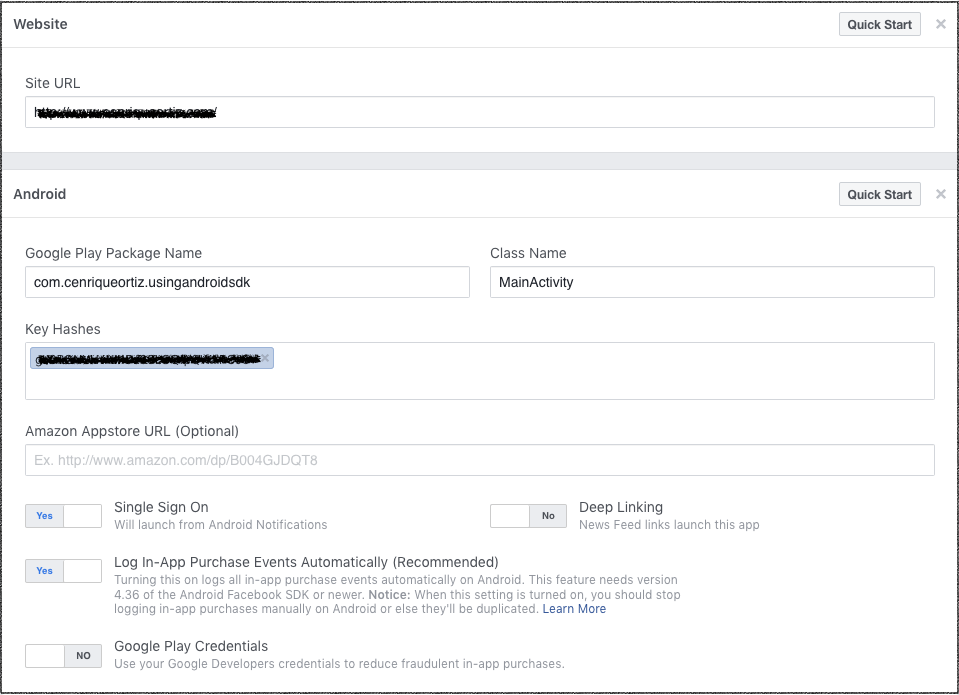 Website
Quick Start
Site URL
Android
Quick Start
Google Play Package Name
Class Name
com.cenriqueortiz.usingandroidsdk
MainActivity
Key Hashes
Amazon Appstore URL (Optional)
Ex. http://www.amazon.com/dp/B004GJDQT8
Yes
Single Sign On
Will launch from Android Notifications
No
Deep Linking
News Feed links launch this app
Yes
Log In-App Purchase Events Automatically (Recommended)
Turning this on logs all in-app purchase events automatically on Android. This feature needs version
4.36 of the Android Facebook SDK or newer. Notice: When this setting is turned on, you should stop
logging in-app purchases manually on Android or else they'll be duplicated. Learn More
NO
Google Play Credentials
Use your Google Developers credentials to reduce fraudulent in-app purchases.